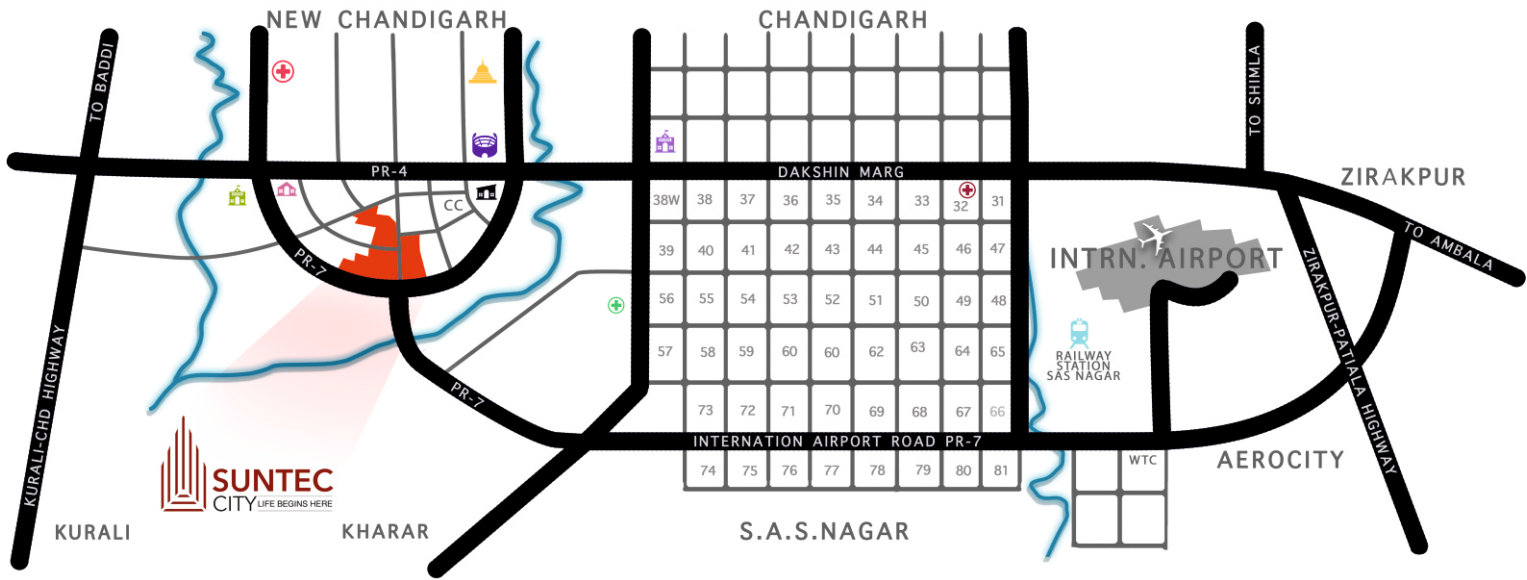 NEW CHANDIGARH
CHANDIGARH
TO BADDI
TO SHIMLA
PR-4
DAKSHIN MARG
ZIRAKPUR
CC
38W 38 37 36 35 34 33 32 31
TO AMBALA
39 40 41 42 43 44 45 46 47
INTRN. AIRPORT
PR-7
56 55 54 53 52 51 50 49 48
ZIRAKPUR-PATIALA HIGHWAY
57 58 59 60 60 62 63 64 65
RAILWAY
STATION
SAS NAGAR
KURALI-CHD HIGHWAY
PR-7
73 72 71 70 69 68 67 66
INTERNATION AIRPORT ROAD PR-7
74 75 76 77 78 79 80 81
WTC
AEROCITY
SUNTEC
CITY LIFE BEGINS HERE
KURALI
KHARAR
S.A.S.NAGAR